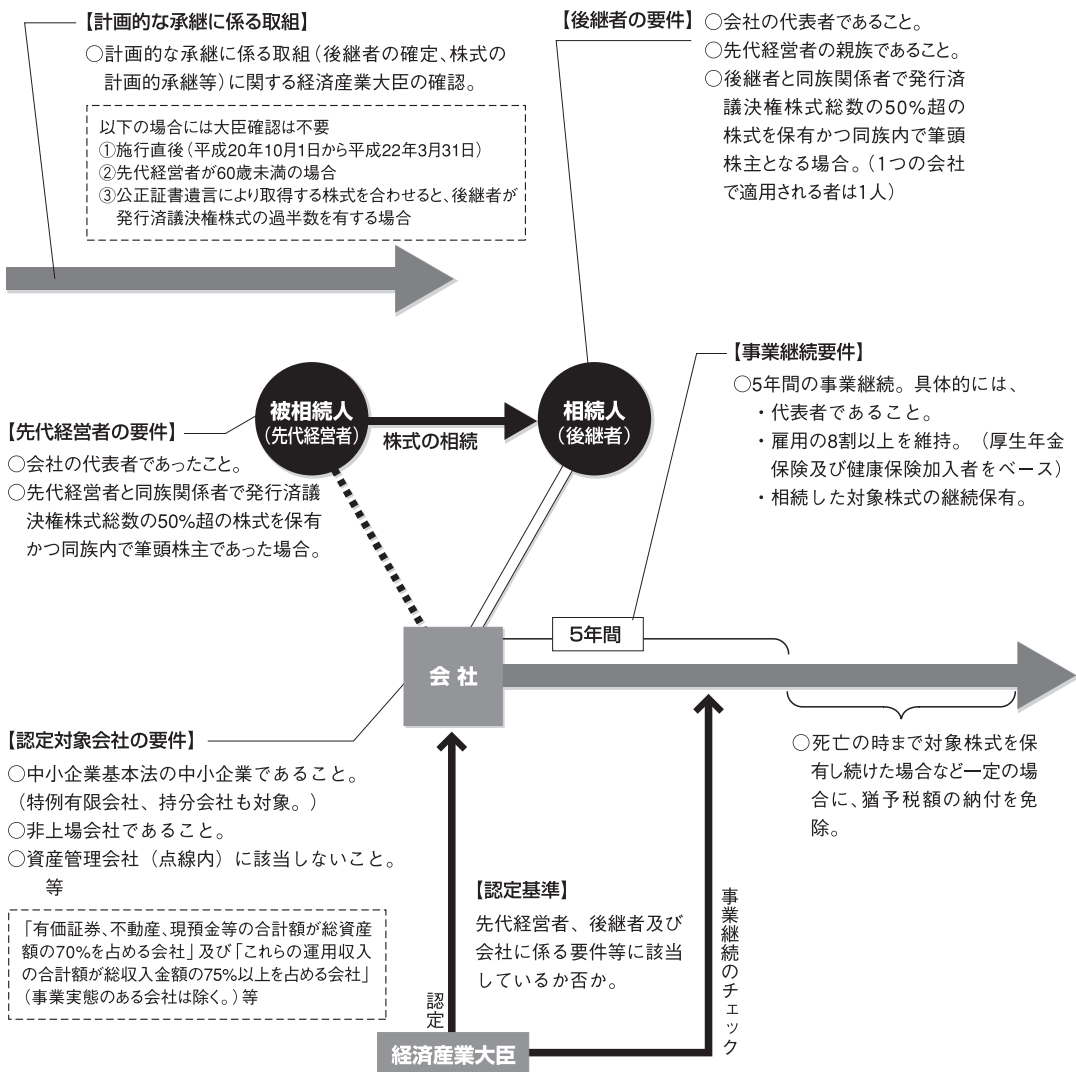 【計画的な承継に係る取組】
○計画的な承継に係る取組（後継者の確定、株式の
計画的承継等）に関する経済産業大臣の確認。
以下の場合には大臣確認は不要
①施行直後（平成20年10月1日から平成22年3月31日）
②先代経営者が60歳未満の場合
③公正証書遺言により取得する株式を合わせると、後継者が
発行済議決権株式の過半数を有する場合
【後継者の要件】
○会社の代表者であること。
○先代経営者の親族であること。
○後継者と同族関係者で発行済
議決権株式総数の50%超の
株式を保有かつ同族内で筆頭
株主となる場合。（1つの会社
で適用される者は1人）
【事業継続要件】
○5年間の事業継続。具体的には、
・代表者であること。
・雇用の8割以上を維持。（厚生年金
保険及び健康保険加入者をベース）
・相続した対象株式の継続保有。
被相続人
（先代経営者）
株式の相続
相続人
（後継者）
【先代経営者の要件】
○会社の代表者であったこと。
○先代経営者と同族関係者で発行済議
決権株式総数の50%超の株式を保有
かつ同族内で筆頭株主であった場合。
5年間
会社
【認定対象会社の要件】
○中小企業基本法の中小企業であること。
（特例有限会社、持分会社も対象。）
○非上場会社であること。
○資産管理会社（点線内）に該当しないこと。
等
「有価証券、不動産、現預金等の合計額が総資産
額の70%を占める会社」及び「これらの運用収入
の合計額が総収入金額の75%以上を占める会社」
（事業実態のある会社は除く。）等
○死亡の時まで対象株式を保
有し続けた場合など一定の場
合に、猶予税額の納付を免
除。
【認定基準】
先代経営者、後継者及び
会社に係る要件等に該当
しているか否か。
認定
事業継続のチェック
経済産業大臣